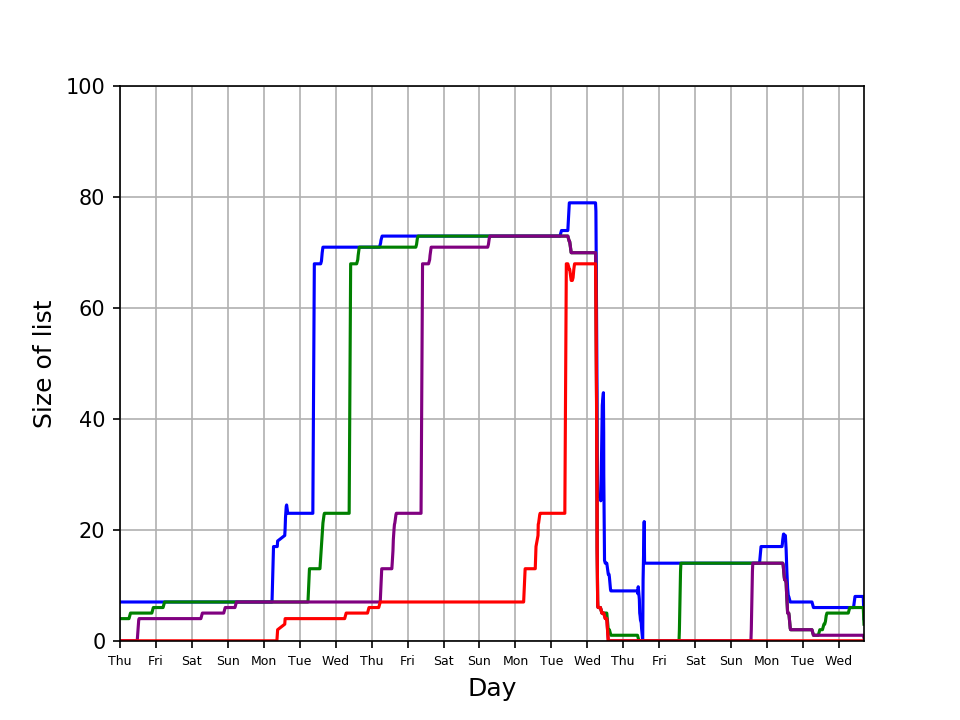 100
80
60
40
20
0
Size of list
Thu Fri Sat Sun Mon Tue Wed Thu Fri Sat Sun Mon Tue Wed Thu Fri Sat Sun Mon Tue Wed
Day